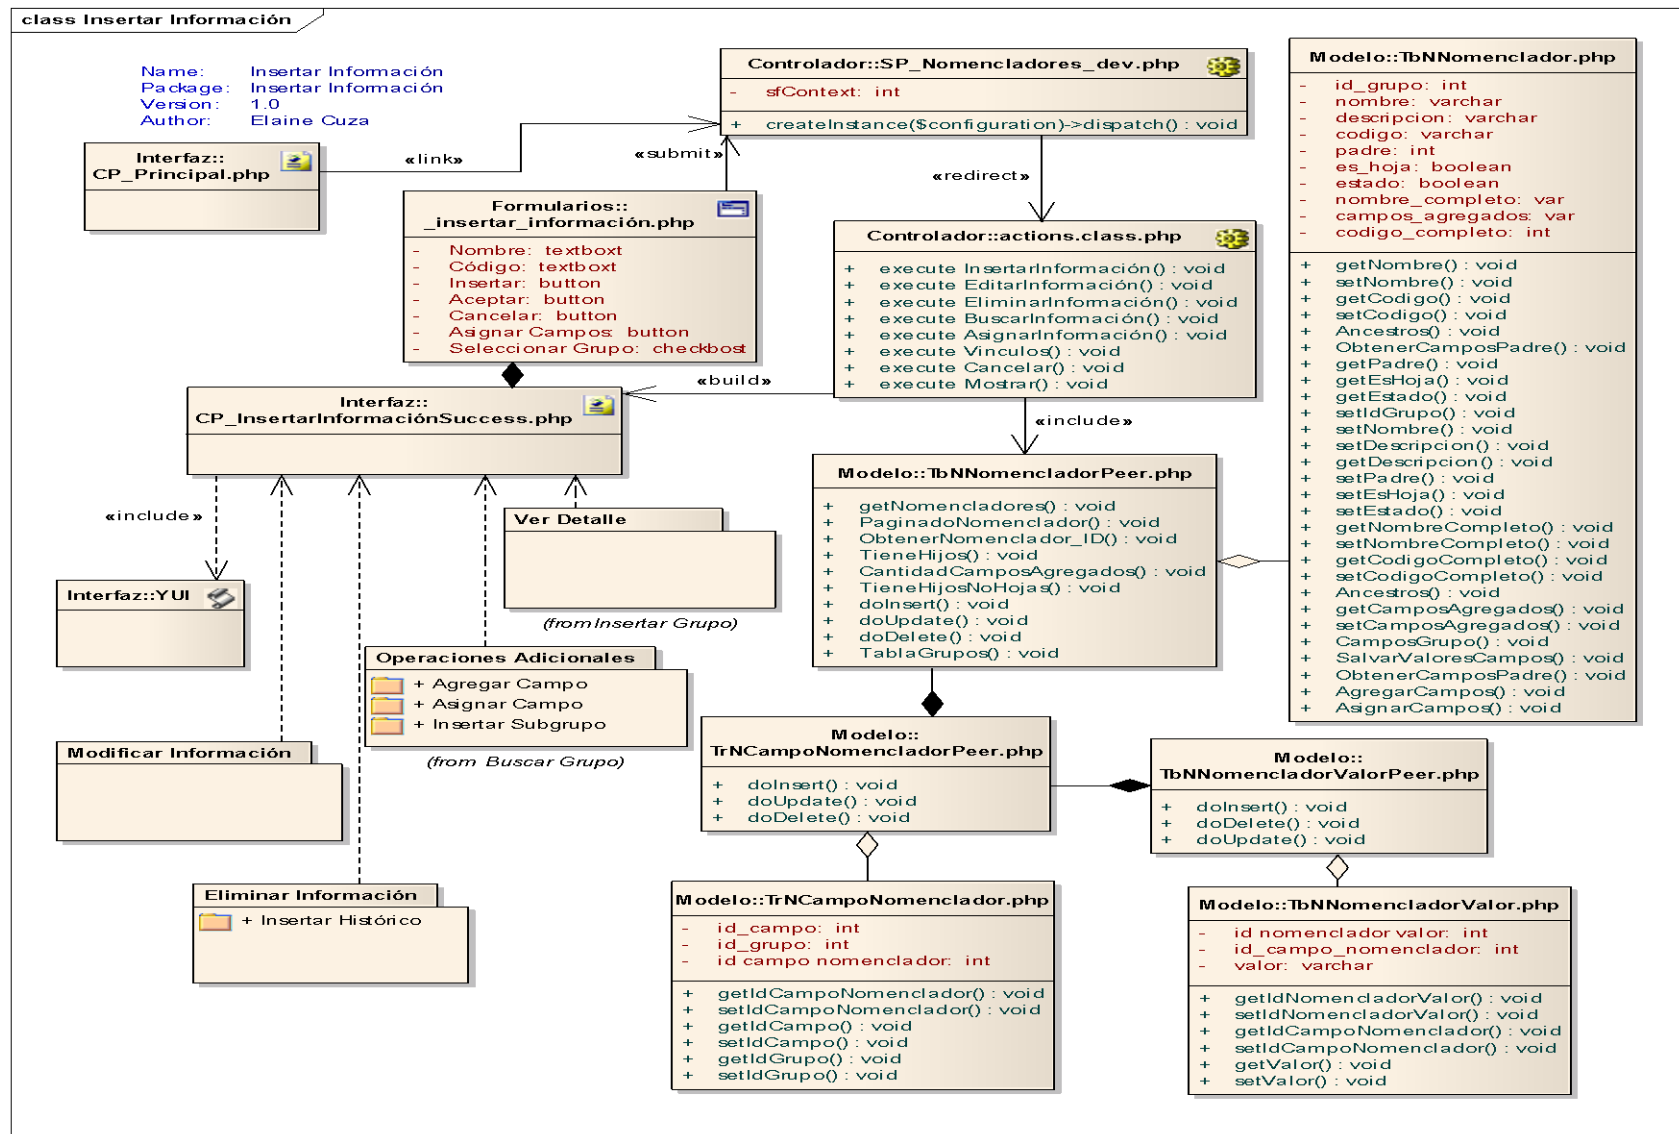 class Insertar Información
Name: Insertar Información
Package: Insertar Información
Version: 1.0
Author: Elaine Cuza
Interfaz::
CP_Principal.php
«link»
«submit»
Controlador::SP_Nomencladores_dev.php
- sfContext: int
+ createInstance($configuration)->dispatch() : void
«redirect»
Formularios::
_insertar_información.php
- Nombre: textboxt
- Código: textboxt
- Insertar: button
- Aceptar: button
- Cancelar: button
- Asignar Campos: button
- Seleccionar Grupo: checkbost
Controlador::actions.class.php
+ execute InsertarInformación() : void
+ execute EditarInformación() : void
+ execute EliminarInformación() : void
+ execute BuscarInformación() : void
+ execute AsignarInformación() : void
+ execute Vinculos() : void
+ execute Cancelar() : void
+ execute Mostrar() : void
«build»
«include»
Interfaz::
CP_InsertarInformaciónSuccess.php
«include»
Interfaz::YUI
Ver Detalle
(from Insertar Grupo)
Operaciones Adicionales
+ Agregar Campo
+ Asignar Campo
+ Insertar Subgrupo
(from Buscar Grupo)
Modificar Información
Eliminar Información
+ Insertar Histórico
Modelo::TbNNomencladorPeer.php
+ getNomencladores() : void
+ PaginadoNomenclador() : void
+ ObtenerNomenclador_ID() : void
+ TieneHijos() : void
+ CantidadCamposAgregados() : void
+ TieneHijosNoHojas() : void
+ doInsert() : void
+ doUpdate() : void
+ doDelete() : void
+ TablaGrupos() : void
Modelo::TbNNomenclador.php
- id_grupo: int
- nombre: varchar
- descripcion: varchar
- codigo: varchar
- padre: int
- es_hoja: boolean
- estado: boolean
- nombre_completo: var
- campos_agregados: var
- codigo_completo: int
+ getNombre() : void
+ setNombre() : void
+ getCodigo() : void
+ setCodigo() : void
+ Ancestros() : void
+ ObtenerCamposPadre() : void
+ getPadre() : void
+ getEsHoja() : void
+ getEstado() : void
+ setIdGrupo() : void
+ setNombre() : void
+ setDescripcion() : void
+ getDescripcion() : void
+ setPadre() : void
+ setEsHoja() : void
+ setEstado() : void
+ getNombreCompleto() : void
+ setNombreCompleto() : void
+ getCodigoCompleto() : void
+ setCodigoCompleto() : void
+ Ancestros() : void
+ getCamposAgregados() : void
+ setCamposAgregados() : void
+ CamposGrupo() : void
+ SalvarValoresCampos() : void
+ ObtenerCamposPadre() : void
+ AgregarCampos() : void
+ AsignarCampos() : void
Modelo::
TrNCampoNomencladorPeer.php
+ doInsert() : void
+ doUpdate() : void
+ doDelete() : void
Modelo::
TbNNomencladorValorPeer.php
+ doInsert() : void
+ doDelete() : void
+ doUpdate() : void
Modelo::TrNCampoNomenclador.php
- id_campo: int
- id_grupo: int
- id campo nomenclador: int
+ getIdCampoNomenclador() : void
+ setIdCampoNomenclador() : void
+ getIdCampo() : void
+ setIdCampo() : void
+ getIdGrupo() : void
+ setIdGrupo() : void
Modelo::TbNNomencladorValor.php
- id nomenclador valor: int
- id_campo_nomenclador: int
- valor: varchar
+ getIdNomencladorValor() : void
+ setIdNomencladorValor() : void
+ getIdCampoNomenclador() : void
+ setIdCampoNomenclador() : void
+ getValor() : void
+ setValor() : void